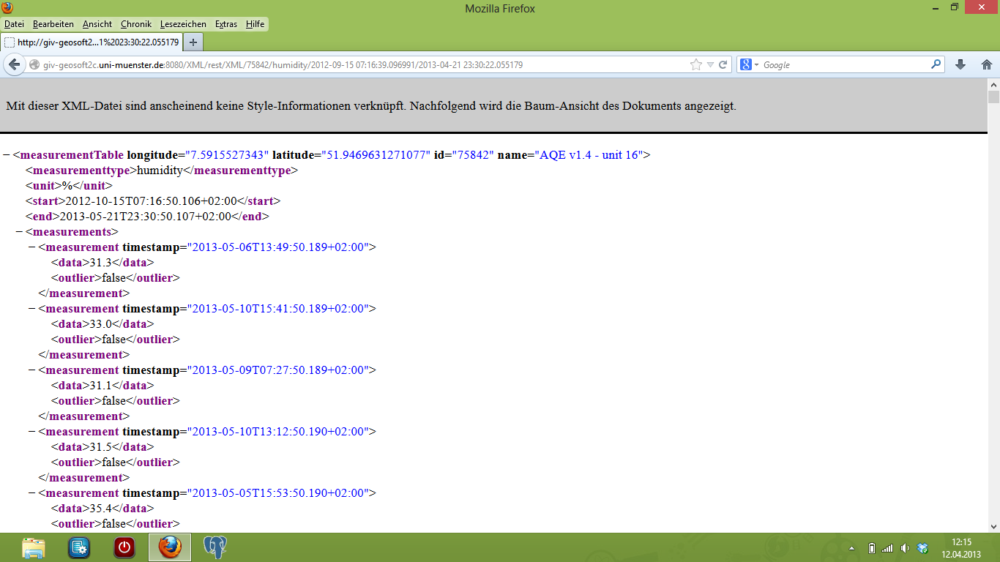 Mozilla Firefox
Datei Bearbeiten Ansicht Chronik Lesezeichen Extras Hilfe
http://giv-geosoft2...1%2023:30:22.055179
giv-geosoft2c.uni-muenster.de:8080/XML/rest/XML/75842/humidity/2012-09-15 07:16:39.096991/2013-04-21 23:30:22.055179
Google
Mit dieser XML-Datei sind anscheinend keine Style-Informationen verknüpft. Nachfolgend wird die Baum-Ansicht des Dokuments angezeigt.
−<measurementTable longitude="7.5915527343" latitude="51.9469631271077" id="75842" name="AQE v1.4 - unit 16">
<measurementtype>humidity</measurementtype>
<unit>%</unit>
<start>2012-10-15T07:16:50.106+02:00</start>
<end>2013-05-21T23:30:50.107+02:00</end>
−<measurements>
−<measurement timestamp="2013-05-06T13:49:50.189+02:00">
<data>31.3</data>
<outlier>false</outlier>
</measurement>
−<measurement timestamp="2013-05-10T15:41:50.189+02:00">
<data>33.0</data>
<outlier>false</outlier>
</measurement>
−<measurement timestamp="2013-05-09T07:27:50.189+02:00">
<data>31.1</data>
<outlier>false</outlier>
</measurement>
−<measurement timestamp="2013-05-10T13:12:50.190+02:00">
<data>31.5</data>
<outlier>false</outlier>
</measurement>
−<measurement timestamp="2013-05-05T15:53:50.190+02:00">
<data>35.4</data>
<outlier>false</outlier>
12:15
12.04.2013